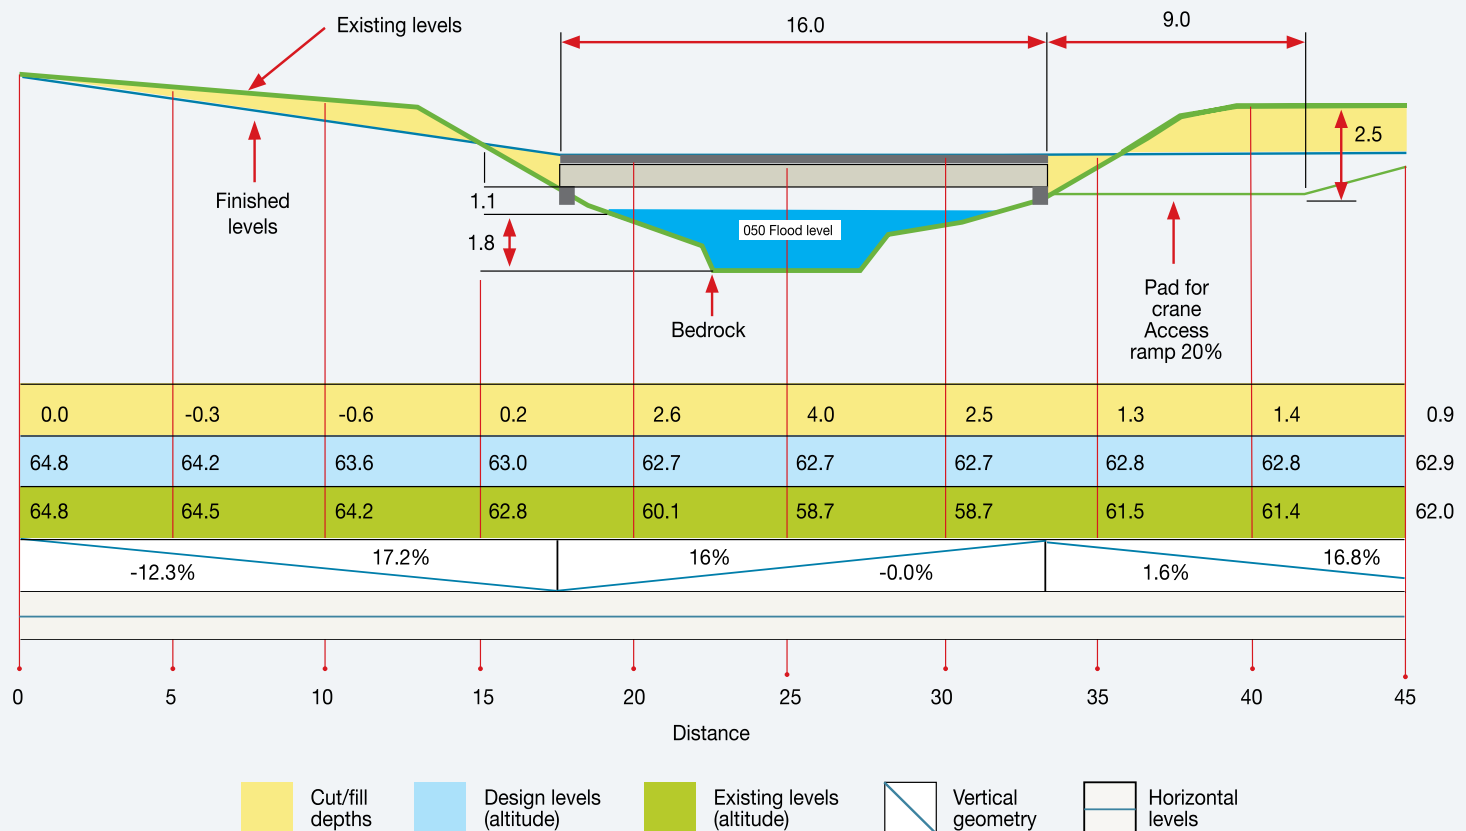 Existing levels
16.0
9.0
2.5
Finished
levels
1.1
1.8
050 Flood level
Bedrock
Pad for
crane
Access
ramp 20%
0.0 -0.3 -0.6 0.2 2.6 4.0 2.5 1.3 1.4 0.9
64.8 64.2 63.6 63.0 62.7 62.7 62.7 62.8 62.8 62.9
64.8 64.5 64.2 62.8 60.1 58.7 58.7 61.5 61.4 62.0
17.2% 16% 16.8%
-12.3% -0.0% 1.6%
0 5 10 15 20 25 30 35 40 45
Distance
Cut/fill
depths
Design levels
(altitude)
Existing levels
(altitude)
Vertical
geometry
Horizontal
levels